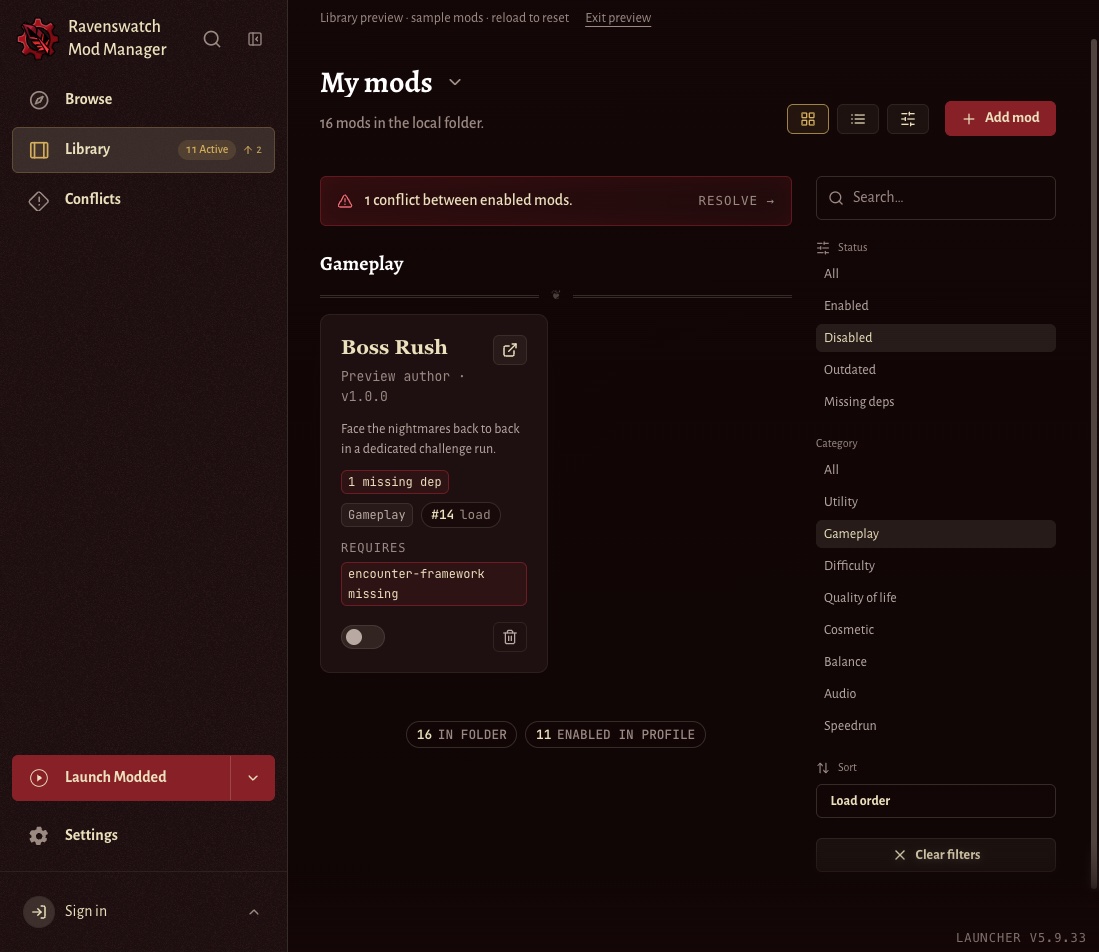 Ravenswatch
Mod Manager
Browse
Library
11 Active
↑ 2
Conflicts
Launch Modded
Settings
Sign in
Library preview · sample mods · reload to reset
Exit preview
My mods
16 mods in the local folder.
Add mod
1 conflict between enabled mods.
RESOLVE →
Gameplay
Boss Rush
Preview author ·
v1.0.0
Face the nightmares back to back
in a dedicated challenge run.
1 missing dep
Gameplay
#14 load
REQUIRES
encounter-framework
missing
16 IN FOLDER
11 ENABLED IN PROFILE
Search...
Status
All
Enabled
Disabled
Outdated
Missing deps
Category
All
Utility
Gameplay
Difficulty
Quality of life
Cosmetic
Balance
Audio
Speedrun
Sort
Load order
Clear filters
LAUNCHER V5.9.33